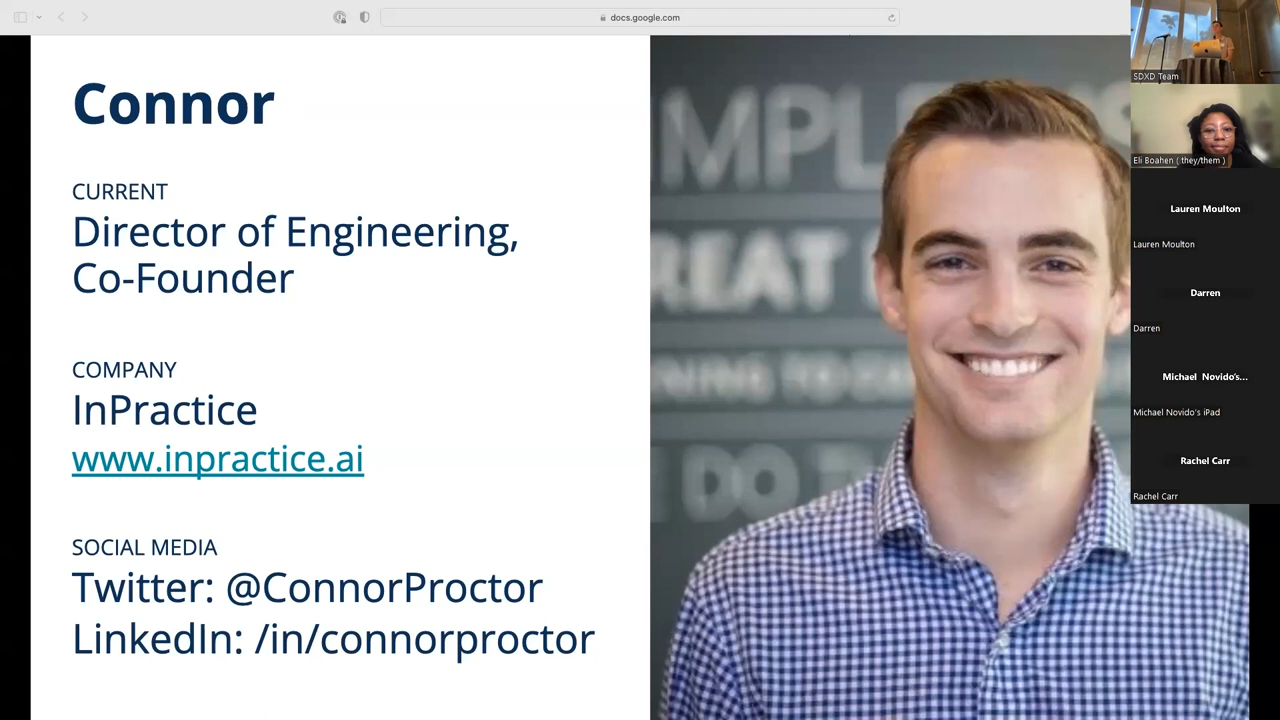 docs.google.com
Connor
CURRENT
Director of Engineering,
Co-Founder
COMPANY
InPractice
www.inpractice.ai
SOCIAL MEDIA
Twitter: @ConnorProctor
LinkedIn: /in/connorproctor
SDXD Team
Eli Boahen ( they/them )
Lauren Moulton
Lauren Moulton
Darren
Darren
Michael Novido's...
Michael Novido's iPad
Rachel Carr
Rachel Carr
DO